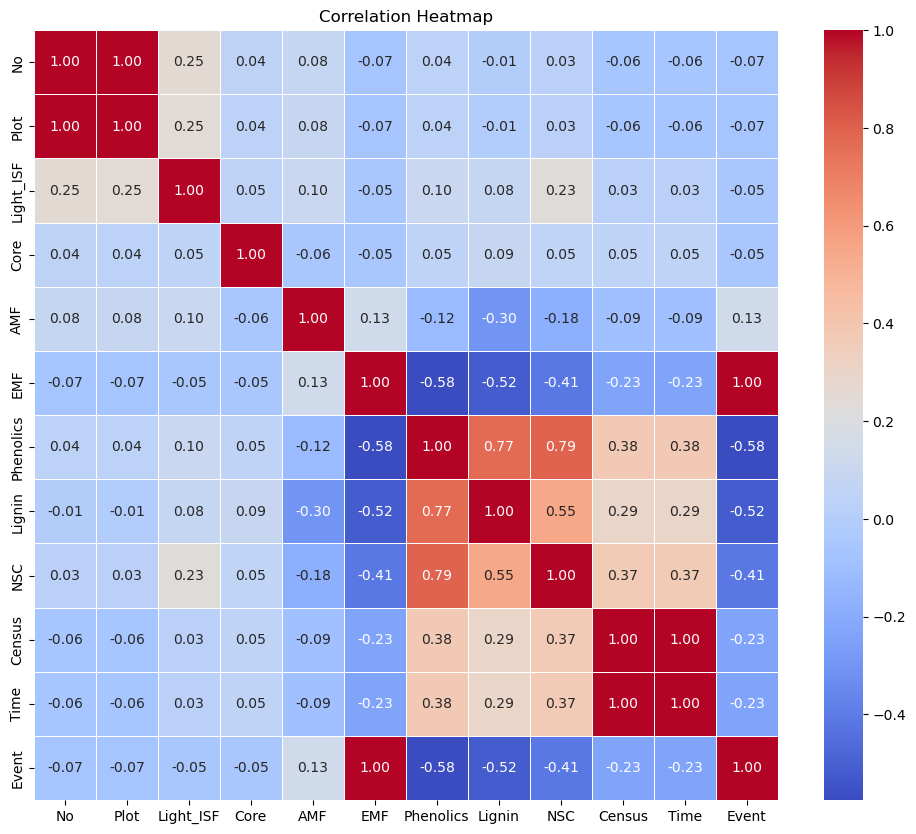 Correlation Heatmap
No 1.00 1.00 0.25 0.04 0.08 -0.07 0.04 -0.01 0.03 -0.06 -0.06 -0.07
Plot 1.00 1.00 0.25 0.04 0.08 -0.07 0.04 -0.01 0.03 -0.06 -0.06 -0.07
Light_ISF 0.25 0.25 1.00 0.05 0.10 -0.05 0.10 0.08 0.23 0.03 0.03 -0.05
Core 0.04 0.04 0.05 1.00 -0.06 -0.05 0.05 0.09 0.05 0.05 0.05 -0.05
AMF 0.08 0.08 0.10 -0.06 1.00 0.13 -0.12 -0.30 -0.18 -0.09 -0.09 0.13
EMF -0.07 -0.07 -0.05 -0.05 0.13 1.00 -0.58 -0.52 -0.41 -0.23 -0.23 1.00
Phenolics 0.04 0.04 0.10 0.05 -0.12 -0.58 1.00 0.77 0.79 0.38 0.38 -0.58
Lignin -0.01 -0.01 0.08 0.09 -0.30 -0.52 0.77 1.00 0.55 0.29 0.29 -0.52
NSC 0.03 0.03 0.23 0.05 -0.18 -0.41 0.79 0.55 1.00 0.37 0.37 -0.41
Census -0.06 -0.06 0.03 0.05 -0.09 -0.23 0.38 0.29 0.37 1.00 1.00 -0.23
Time -0.06 -0.06 0.03 0.05 -0.09 -0.23 0.38 0.29 0.37 1.00 1.00 -0.23
Event -0.07 -0.07 -0.05 -0.05 0.13 1.00 -0.58 -0.52 -0.41 -0.23 -0.23 1.00
No Plot Light_ISF Core AMF EMF Phenolics Lignin NSC Census Time Event
1.0
0.8
0.6
0.4
0.2
0.0
−0.2
−0.4